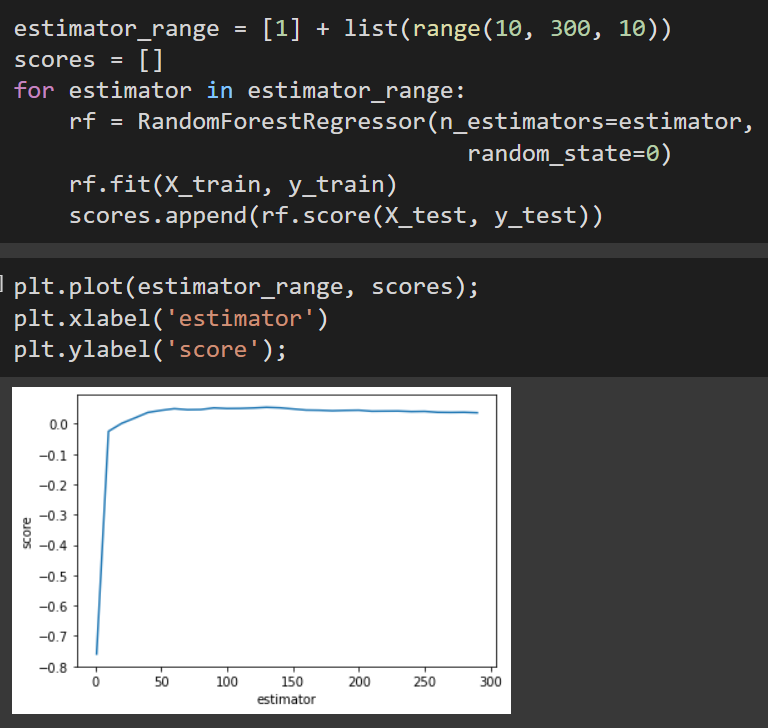 estimator_range = [1] + list(range(10, 300, 10))
scores = []
for estimator in estimator_range:
    rf = RandomForestRegressor(n_estimators=estimator,
                               random_state=0)
    rf.fit(X_train, y_train)
    scores.append(rf.score(X_test, y_test))
] plt.plot(estimator_range, scores);
plt.xlabel('estimator')
plt.ylabel('score');
0.0
−0.1
−0.2
−0.3
−0.4
−0.5
−0.6
−0.7
−0.8
score
0 50 100 150 200 250 300
estimator